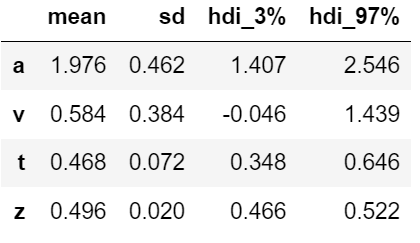 mean sd hdi_3% hdi_97%
a 1.976 0.462 1.407 2.546
v 0.584 0.384 -0.046 1.439
t 0.468 0.072 0.348 0.646
z 0.496 0.020 0.466 0.522